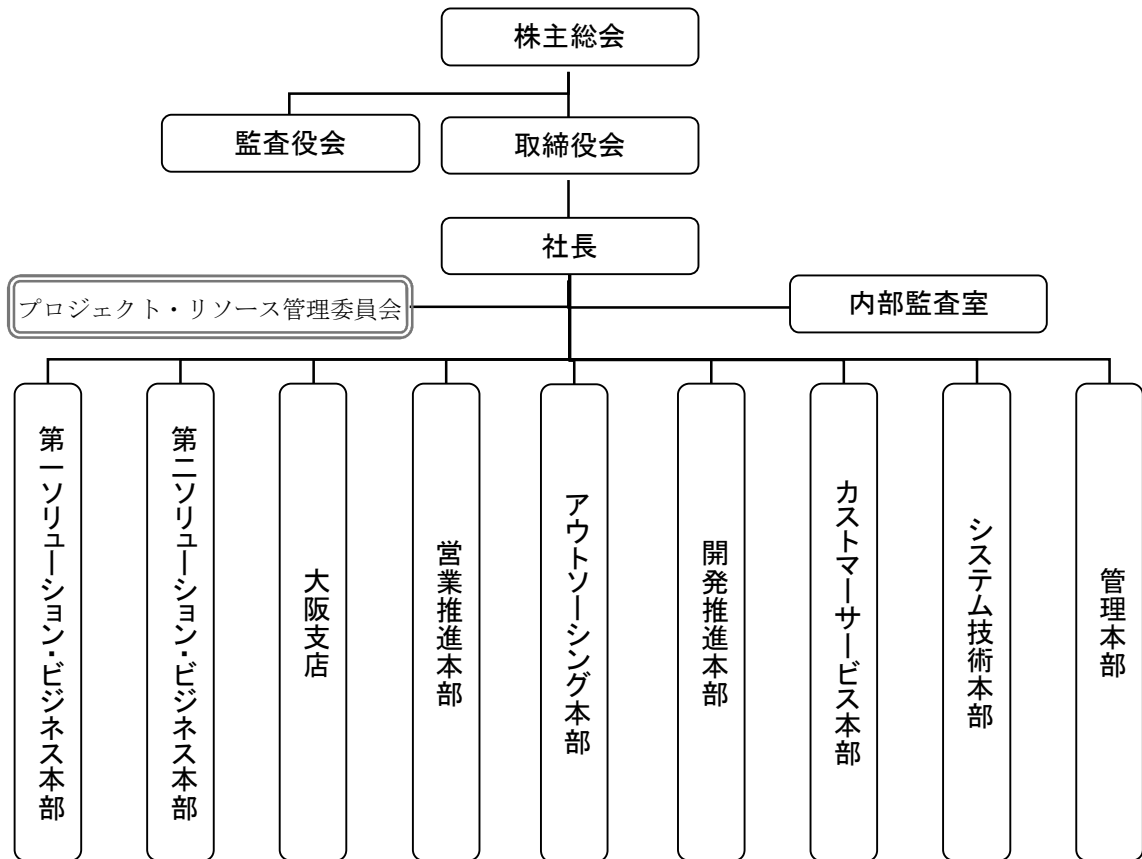 株主総会
監査役会
取締役会
社長
プロジェクト・リソース管理委員会
内部監査室
第一ソリューション・ビジネス本部
第二ソリューション・ビジネス本部
大阪支店
営業推進本部
アウトソーシング本部
開発推進本部
カストマーサービス本部
システム技術本部
管理本部